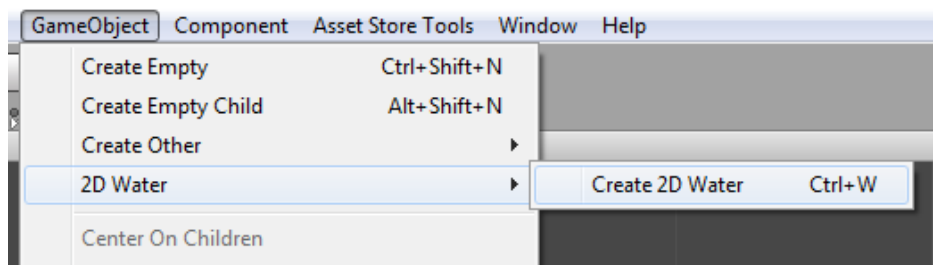 GameObject Component Asset Store Tools Window Help
Create Empty Ctrl+Shift+N
Create Empty Child Alt+Shift+N
Create Other
2D Water
Create 2D Water Ctrl+W
Center On Children